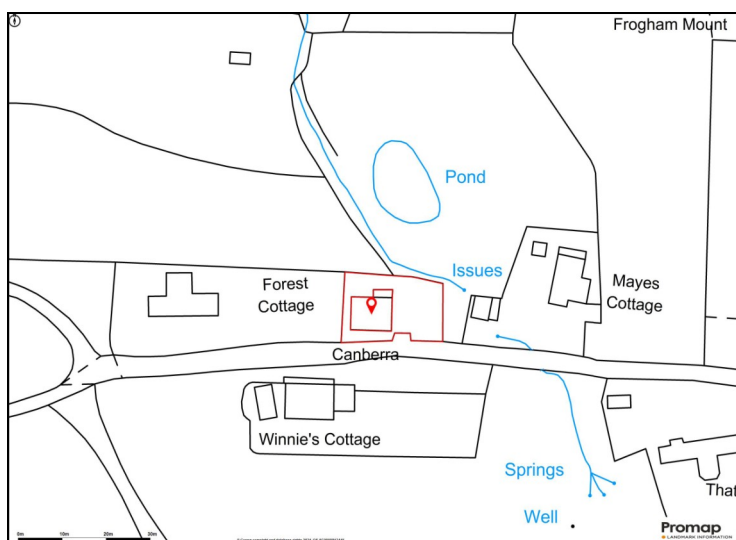 Frogham Mount
Pond
Issues
Forest
Cottage
Mayes
Cottage
Canberra
Winnie's Cottage
Springs
That
Well
0m 10m 20m 30m
Promap
LANDMARK INFORMATION